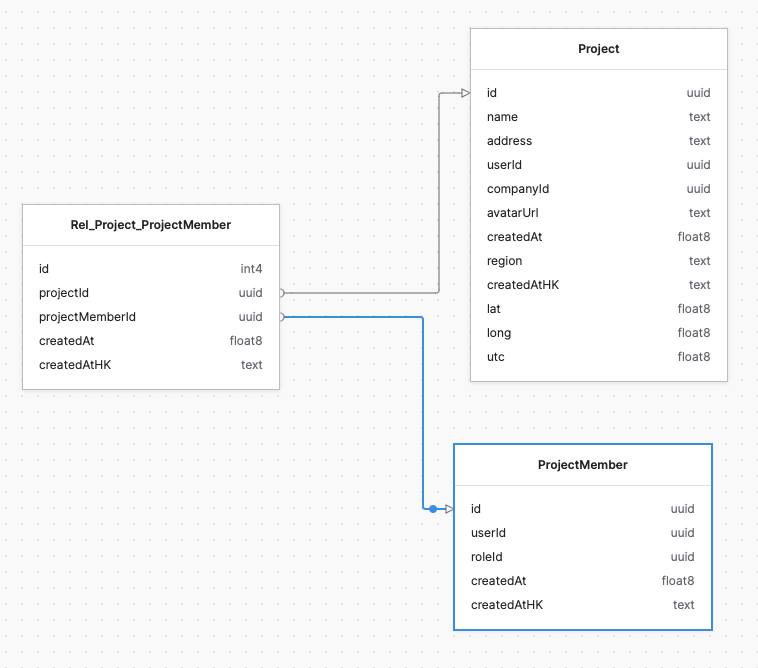 Project
id uuid
name text
address text
userId uuid
companyId uuid
avatarUrl text
createdAt float8
region text
createdAtHK text
lat float8
long float8
utc float8
Rel_Project_ProjectMember
id int4
projectId uuid
projectMemberId uuid
createdAt float8
createdAtHK text
ProjectMember
id uuid
userId uuid
roleId uuid
createdAt float8
createdAtHK text